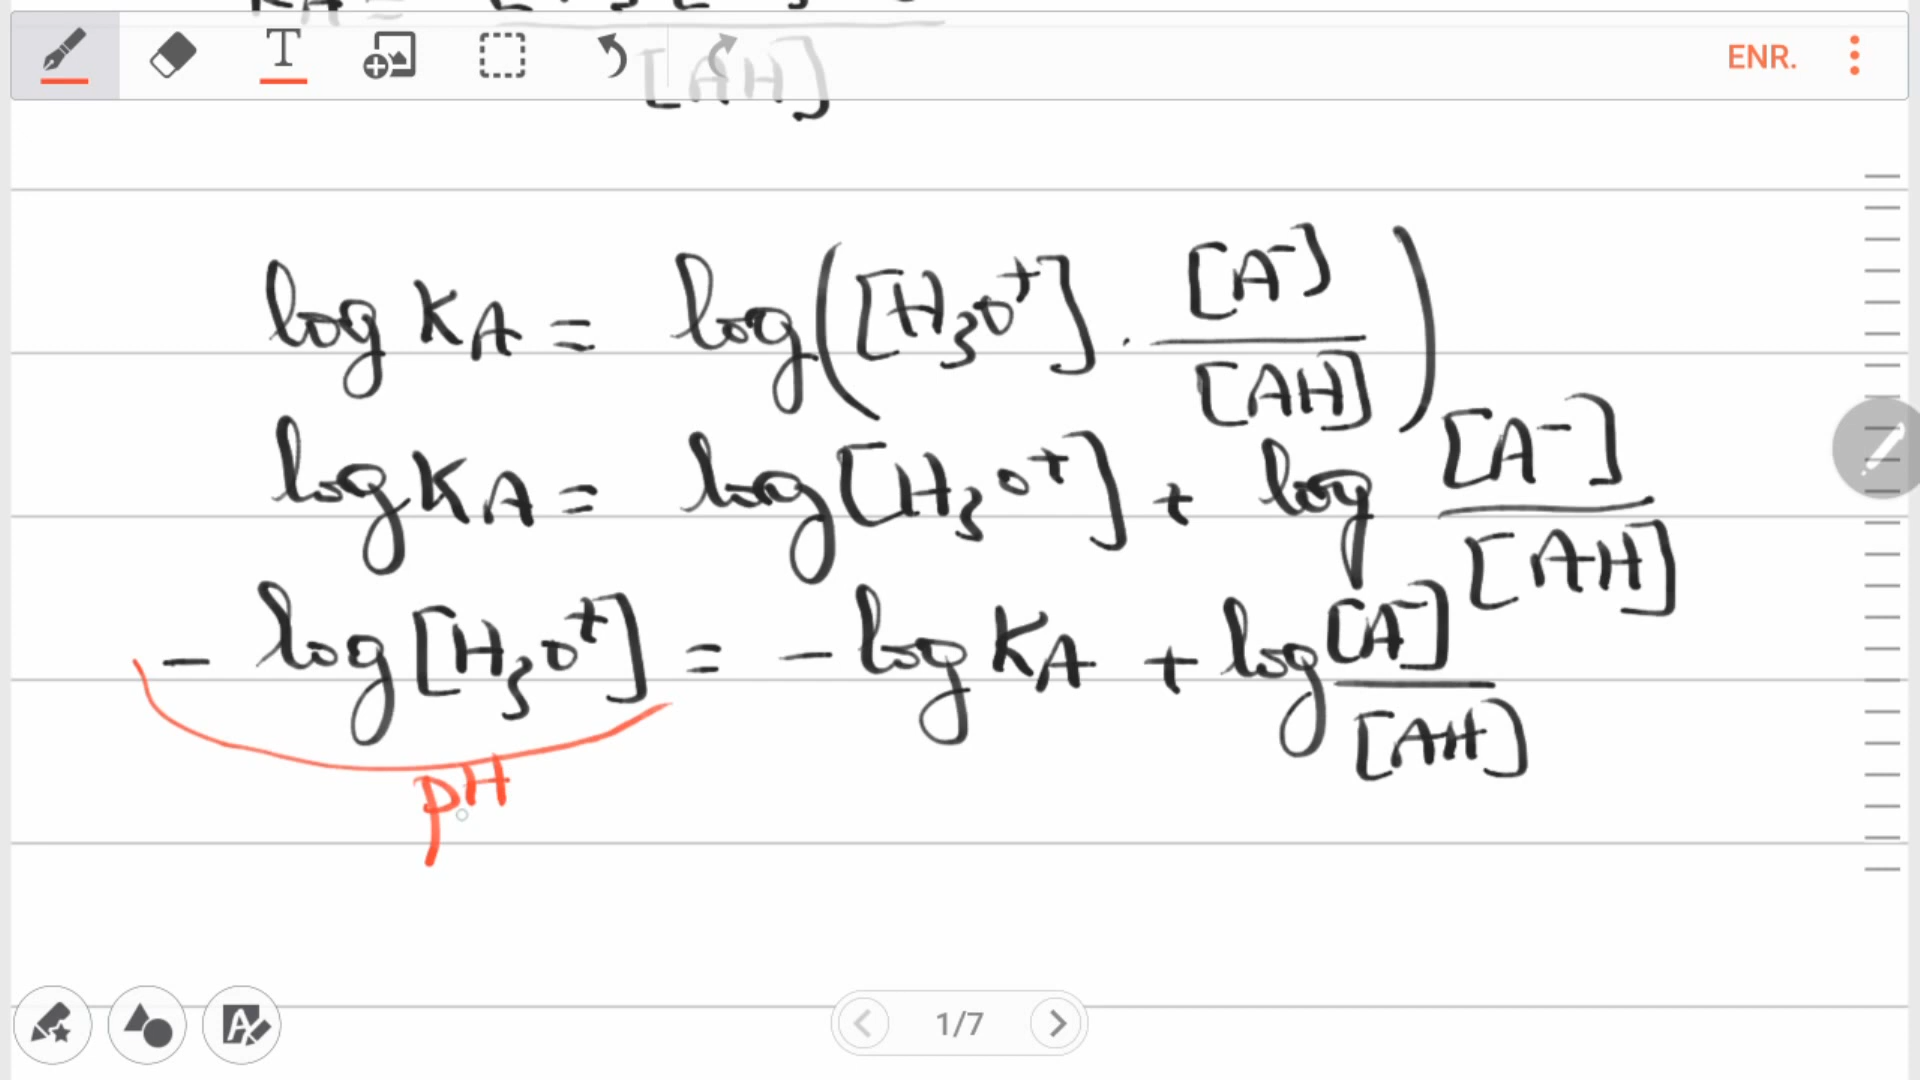 T
ENR.
[AH]
log KA = log([H3O+] · [A-]/[AH])
log KA = log[H3O+] + log [A-]/[AH]
- log[H3O+] = - log KA + log [A-]/[AH]
pH
1/7